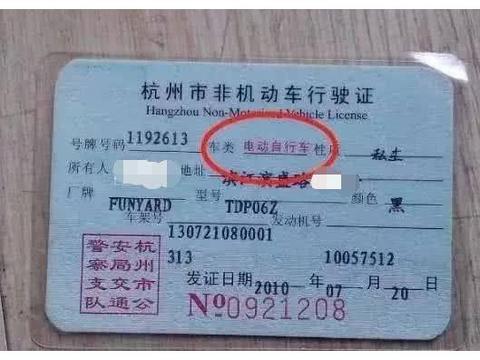 杭州市非机动车行驶证
Hangzhou Non-Motorized Vehicle License
号牌号码 1192613 车类 电动自行车 性质 私车
所有人 地址 滨江滨盛路
厂牌 FUNYARD 型号 TDP06Z 颜色 黑
车架号 130721080001 发动机号
313 10057512
发证日期 2010 年 07 月 20 日
№0921208
杭州市公
安局交通
警察支队